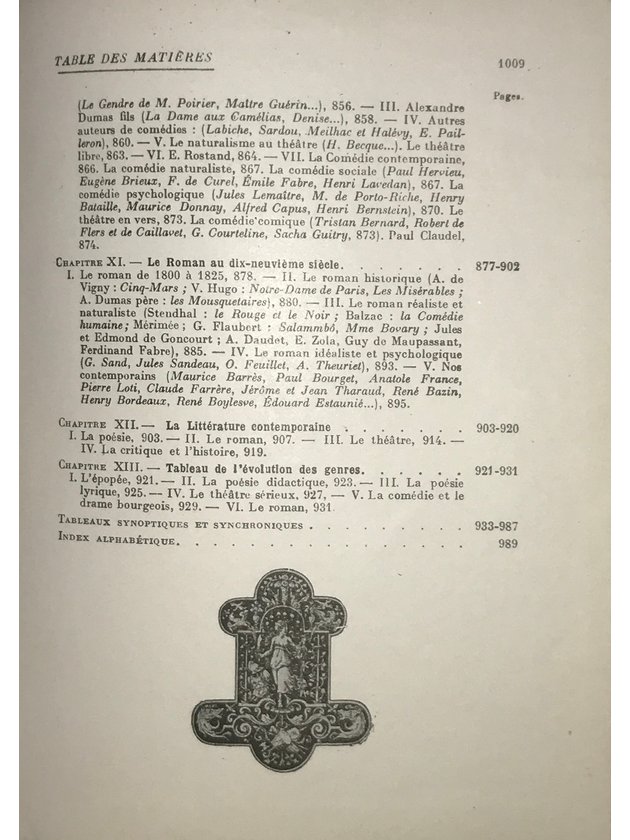 TABLE DES MATIÈRES 1009
Pages.
(Le Gendre de M. Poirier, Maître Guérin...), 856. — III. Alexandre
Dumas fils (La Dame aux Camélias, Denise...), 858. — IV. Autres
auteurs de comédies : (Labiche, Sardou, Meilhac et Halévy, E. Pail-
leron), 860. — V. Le naturalisme au théâtre (H. Becque...). Le théâtre
libre, 863. — VI. E. Rostand, 864. — VII. La Comédie contemporaine,
866. La comédie naturaliste, 867. La comédie sociale (Paul Hervieu,
Eugène Brieux, F. de Curel, Émile Fabre, Henri Lavedan), 867. La
comédie psychologique (Jules Lemaître, M. de Porto-Riche, Henry
Bataille, Maurice Donnay, Alfred Capus, Henri Bernstein), 870. Le
théâtre en vers, 873. La comédie comique (Tristan Bernard, Robert de
Flers et de Caillavet, G. Courteline, Sacha Guitry, 873). Paul Claudel,
874.
CHAPITRE XI. — Le Roman au dix-neuvième siècle. . . . . . . 877-902
I. Le roman de 1800 à 1825, 878. — II. Le roman historique (A. de
Vigny : Cinq-Mars ; V. Hugo : Notre-Dame de Paris, Les Misérables ;
A. Dumas père : les Mousquetaires), 880. — III. Le roman réaliste et
naturaliste (Stendhal : le Rouge et le Noir ; Balzac : la Comédie
humaine; Mérimée ; G. Flaubert : Salammbô, Mme Bovary ; Jules
et Edmond de Goncourt ; A. Daudet, E. Zola, Guy de Maupassant,
Ferdinand Fabre), 885. — IV. Le roman idéaliste et psychologique
(G. Sand, Jules Sandeau, O. Feuillet, A. Theuriet), 893. — V. Nos
contemporains (Maurice Barrès, Paul Bourget, Anatole France,
Pierre Loti, Claude Farrère, Jérôme et Jean Tharaud, René Bazin,
Henry Bordeaux, René Boylesve, Édouard Estaunié...), 895.
CHAPITRE XII. — La Littérature contemporaine . . . . . . . 903-920
I. La poésie, 903. — II. Le roman, 907. — III. Le théâtre, 914. —
IV. La critique et l'histoire, 919.
CHAPITRE XIII. — Tableau de l'évolution des genres. . . . . . 921-931
I. L'épopée, 921. — II. La poésie didactique, 923. — III. La poésie
lyrique, 925. — IV. Le théâtre sérieux, 927, — V. La comédie et le
drame bourgeois, 929. — VI. Le roman, 931.
TABLEAUX SYNOPTIQUES ET SYNCHRONIQUES . . . . . . . . 933-987
INDEX ALPHABÉTIQUE. . . . . . . . . . . . . . . 989